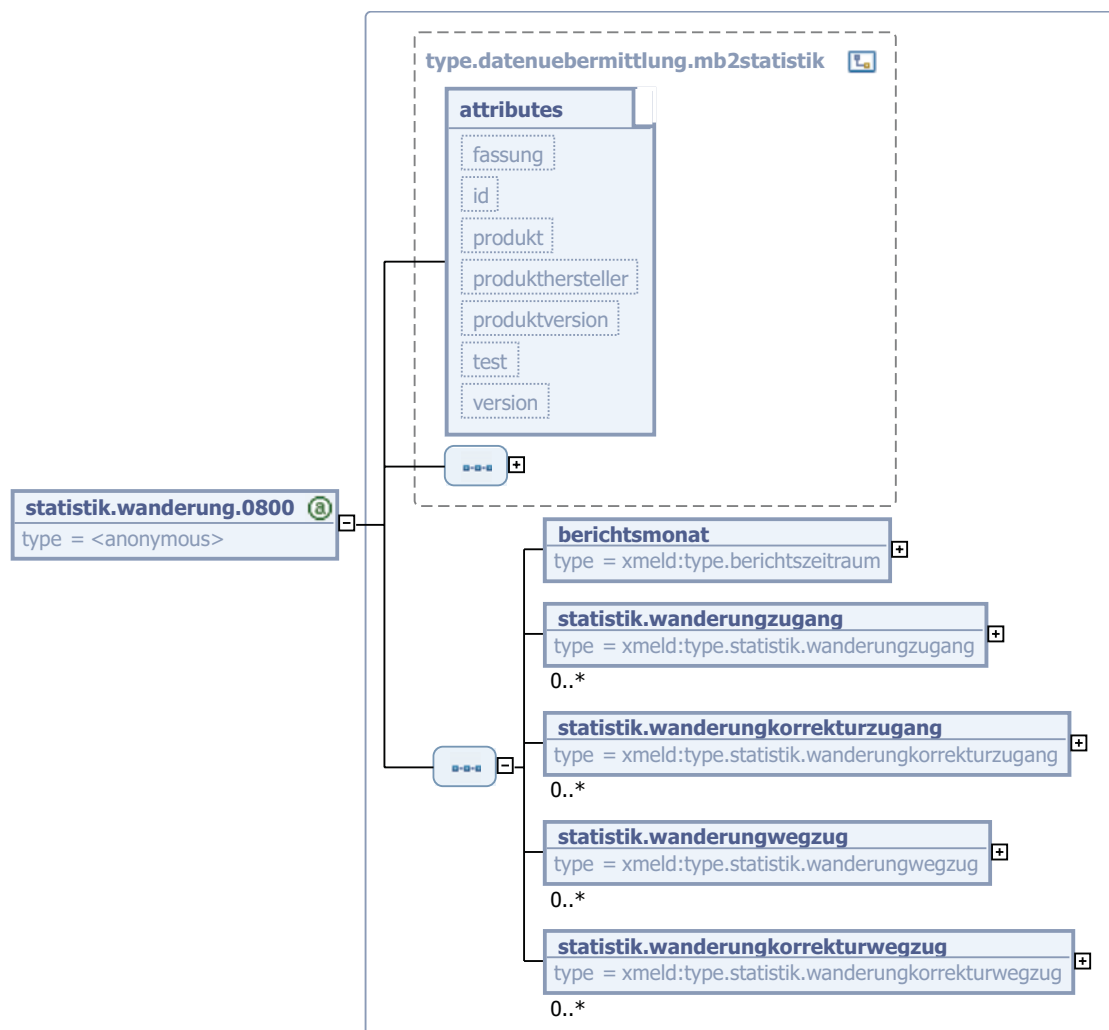 type.datenuebermittlung.mb2statistik
attributes
fassung
id
produkt
produkthersteller
produktversion
test
version
statistik.wanderung.0800 a
type = <anonymous>
berichtsmonat
type = xmeld:type.berichtszeitraum
statistik.wanderungzugang
type = xmeld:type.statistik.wanderungzugang
0..*
statistik.wanderungkorrekturzugang
type = xmeld:type.statistik.wanderungkorrekturzugang
0..*
statistik.wanderungwegzug
type = xmeld:type.statistik.wanderungwegzug
0..*
statistik.wanderungkorrekturwegzug
type = xmeld:type.statistik.wanderungkorrekturwegzug
0..*